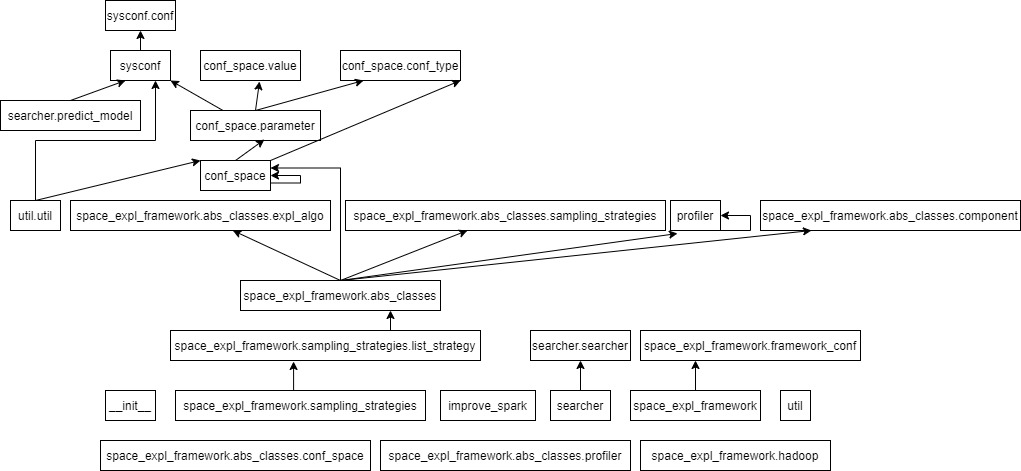 sysconf.conf
sysconf
conf_space.value
conf_space.conf_type
searcher.predict_model
conf_space.parameter
conf_space
util.util
space_expl_framework.abs_classes.expl_algo
space_expl_framework.abs_classes.sampling_strategies
profiler
space_expl_framework.abs_classes.component
space_expl_framework.abs_classes
space_expl_framework.sampling_strategies.list_strategy
searcher.searcher
space_expl_framework.framework_conf
__init__
space_expl_framework.sampling_strategies
improve_spark
searcher
space_expl_framework
util
space_expl_framework.abs_classes.conf_space
space_expl_framework.abs_classes.profiler
space_expl_framework.hadoop